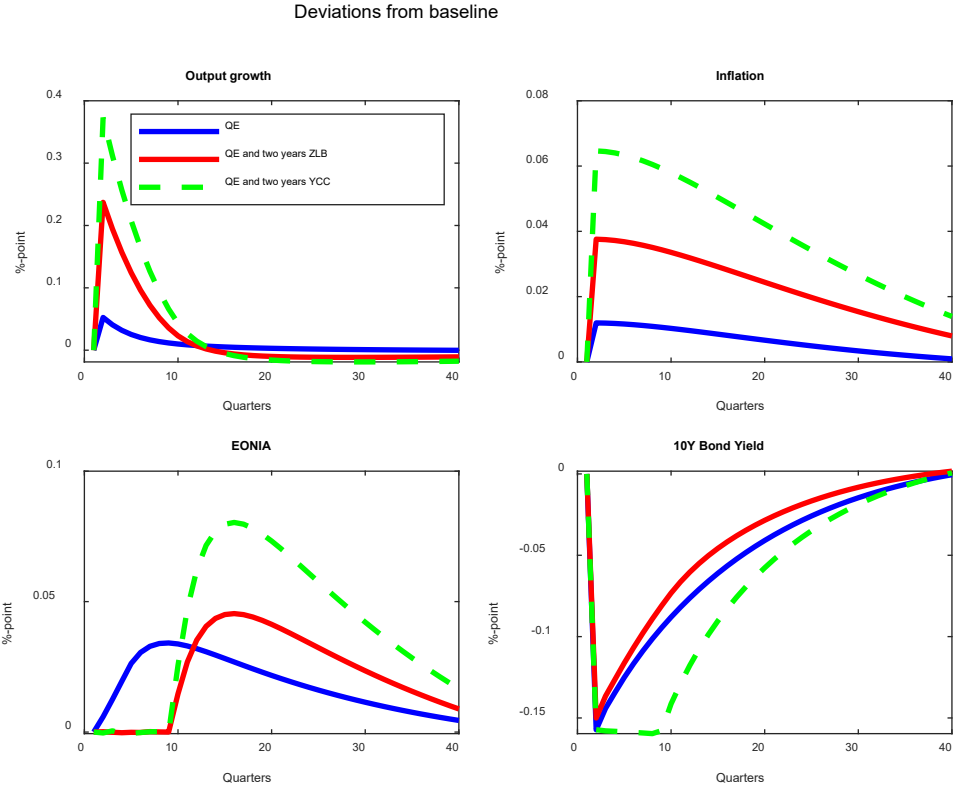 Deviations from baseline
Output growth
0.4
0.3
0.2
0.1
0
%-point
QE
QE and two years ZLB
QE and two years YCC
0
10
20
30
40
Quarters
Inflation
0.08
0.06
0.04
0.02
0
%-point
0
10
20
30
40
Quarters
EONIA
0.1
0.05
0
%-point
0
10
20
30
40
Quarters
10Y Bond Yield
0
-0.05
-0.1
-0.15
%-point
0
10
20
30
40
Quarters